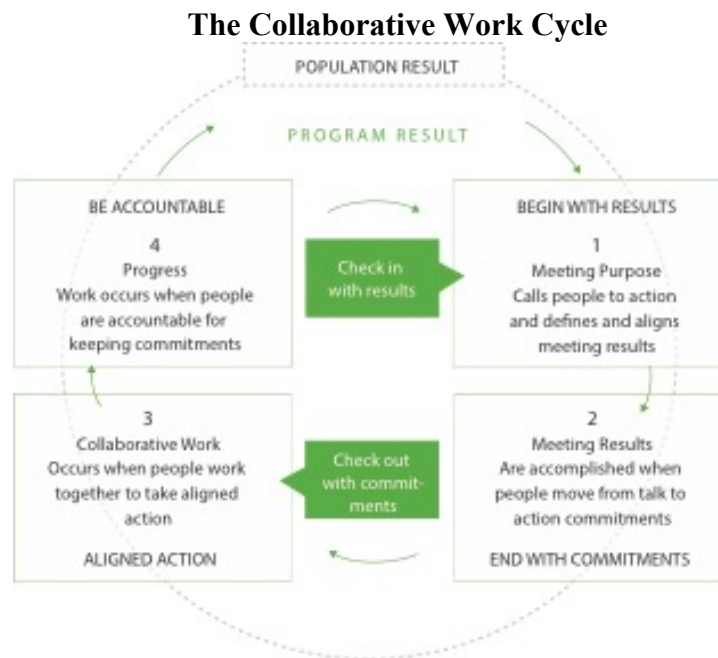 The Collaborative Work Cycle
POPULATION RESULT
PROGRAM RESULT
BE ACCOUNTABLE
4
Progress
Work occurs when people
are accountable for
keeping commitments
Check in
with results
BEGIN WITH RESULTS
1
Meeting Purpose
Calls people to action
and defines and aligns
meeting results
2
Meeting Results
Are accomplished when
people move from talk to
action commitments
END WITH COMMITMENTS
Check out
with commit-
ments
3
Collaborative Work
Occurs when people work
together to take aligned
action
ALIGNED ACTION